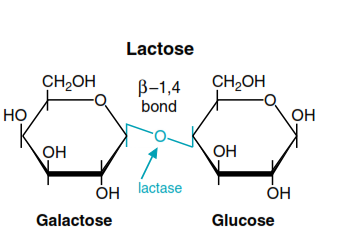 Lactose
CH₂OH
β–1,4
bond
CH₂OH
O
O
HO
OH
O
OH
OH
OH
lactase
OH
Galactose
Glucose